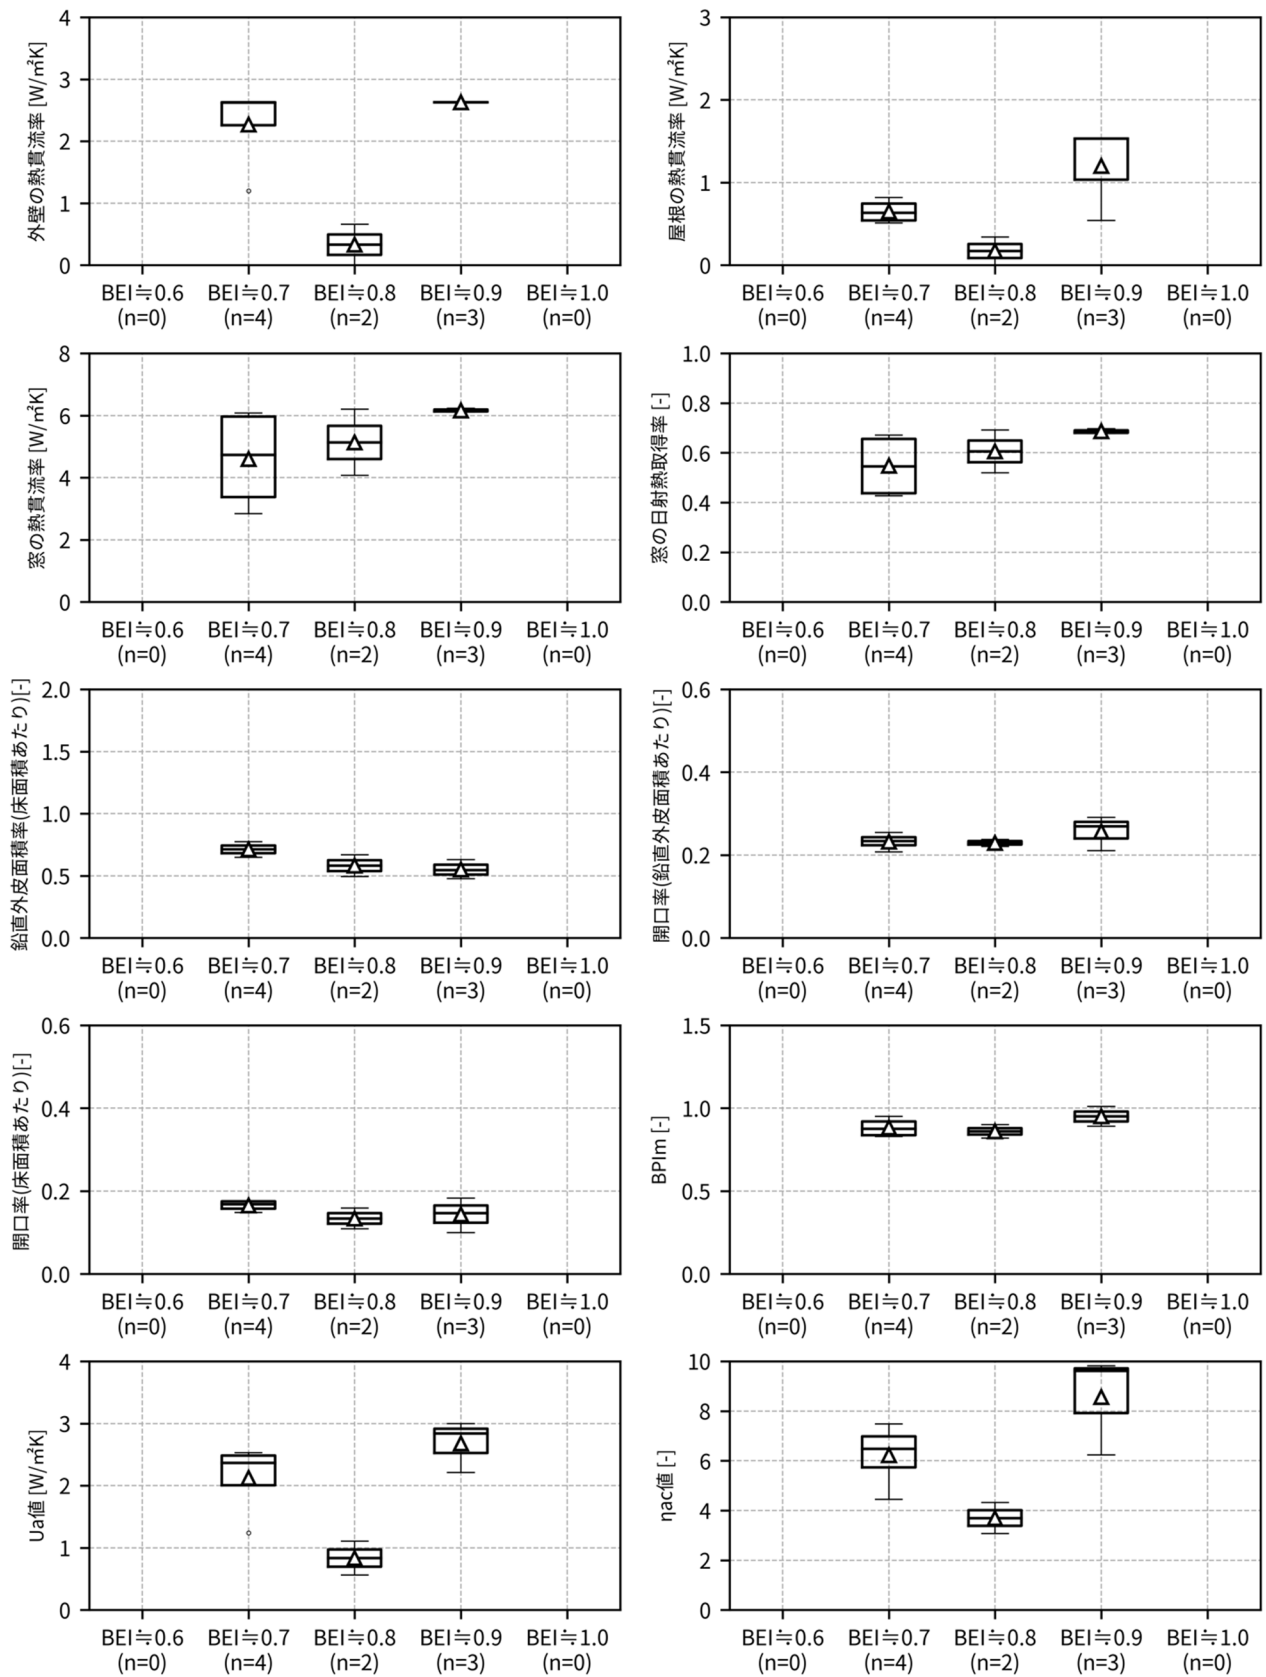 外壁の熱貫流率 [W/㎡K]
4
3
2
1
0
BEI≒0.6 BEI≒0.7 BEI≒0.8 BEI≒0.9 BEI≒1.0
(n=0) (n=4) (n=2) (n=3) (n=0)
屋根の熱貫流率 [W/㎡K]
3
2
1
0
BEI≒0.6 BEI≒0.7 BEI≒0.8 BEI≒0.9 BEI≒1.0
(n=0) (n=4) (n=2) (n=3) (n=0)
窓の熱貫流率 [W/㎡K]
8
6
4
2
0
BEI≒0.6 BEI≒0.7 BEI≒0.8 BEI≒0.9 BEI≒1.0
(n=0) (n=4) (n=2) (n=3) (n=0)
窓の日射熱取得率 [-]
1.0
0.8
0.6
0.4
0.2
0.0
BEI≒0.6 BEI≒0.7 BEI≒0.8 BEI≒0.9 BEI≒1.0
(n=0) (n=4) (n=2) (n=3) (n=0)
鉛直外皮面積率(床面積あたり)[-]
2.0
1.5
1.0
0.5
0.0
BEI≒0.6 BEI≒0.7 BEI≒0.8 BEI≒0.9 BEI≒1.0
(n=0) (n=4) (n=2) (n=3) (n=0)
開口率(鉛直外皮面積あたり)[-]
0.6
0.4
0.2
0.0
BEI≒0.6 BEI≒0.7 BEI≒0.8 BEI≒0.9 BEI≒1.0
(n=0) (n=4) (n=2) (n=3) (n=0)
開口率(床面積あたり)[-]
0.6
0.4
0.2
0.0
BEI≒0.6 BEI≒0.7 BEI≒0.8 BEI≒0.9 BEI≒1.0
(n=0) (n=4) (n=2) (n=3) (n=0)
BPIm [-]
1.5
1.0
0.5
0.0
BEI≒0.6 BEI≒0.7 BEI≒0.8 BEI≒0.9 BEI≒1.0
(n=0) (n=4) (n=2) (n=3) (n=0)
Ua値 [W/㎡K]
4
3
2
1
0
BEI≒0.6 BEI≒0.7 BEI≒0.8 BEI≒0.9 BEI≒1.0
(n=0) (n=4) (n=2) (n=3) (n=0)
ηac値 [-]
10
8
6
4
2
0
BEI≒0.6 BEI≒0.7 BEI≒0.8 BEI≒0.9 BEI≒1.0
(n=0) (n=4) (n=2) (n=3) (n=0)